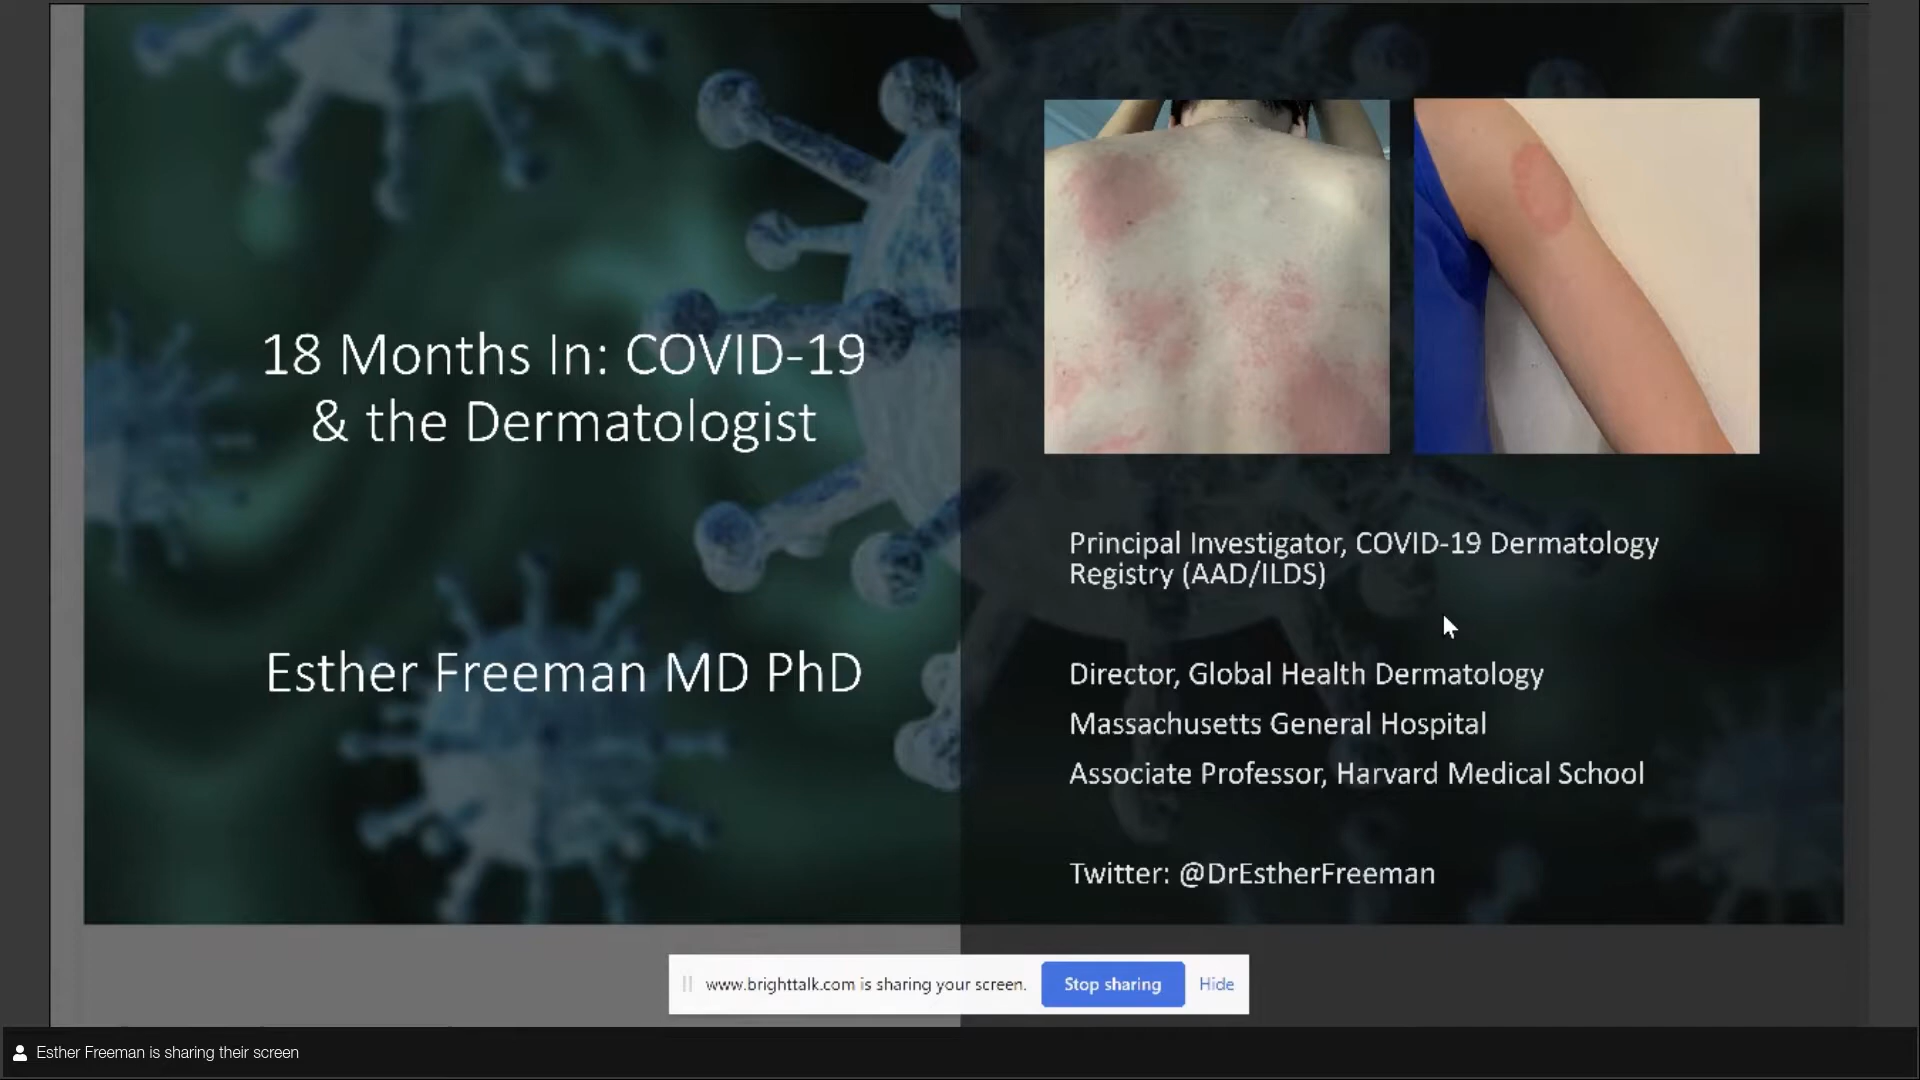 18 Months In: COVID-19
& the Dermatologist
Esther Freeman MD PhD
Principal Investigator, COVID-19 Dermatology
Registry (AAD/ILDS)
Director, Global Health Dermatology
Massachusetts General Hospital
Associate Professor, Harvard Medical School
Twitter: @DrEstherFreeman
www.brighttalk.com is sharing your screen. Stop sharing Hide
Esther Freeman is sharing their screen